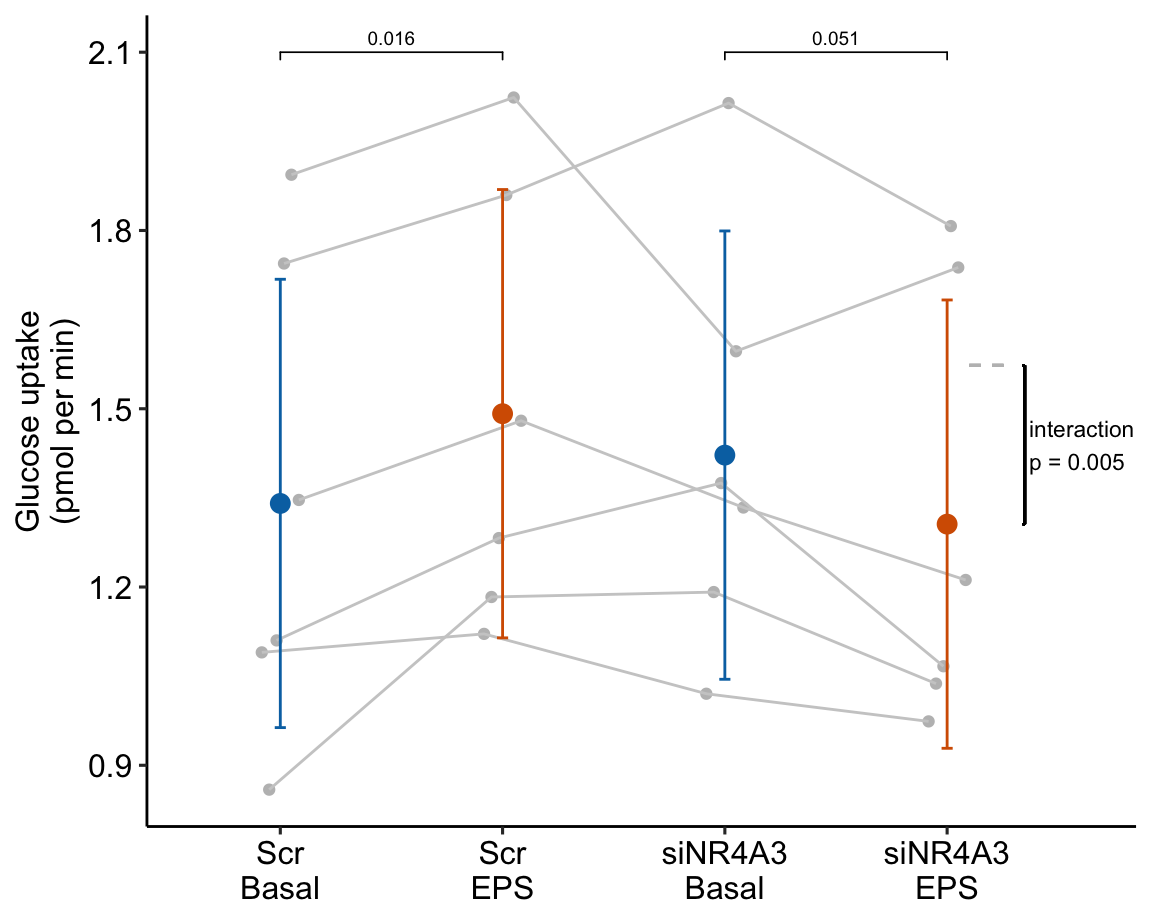 0.016
0.051
2.1
1.8
1.5
1.2
0.9
Glucose uptake
(pmol per min)
interaction
p = 0.005
Scr
Basal
Scr
EPS
siNR4A3
Basal
siNR4A3
EPS